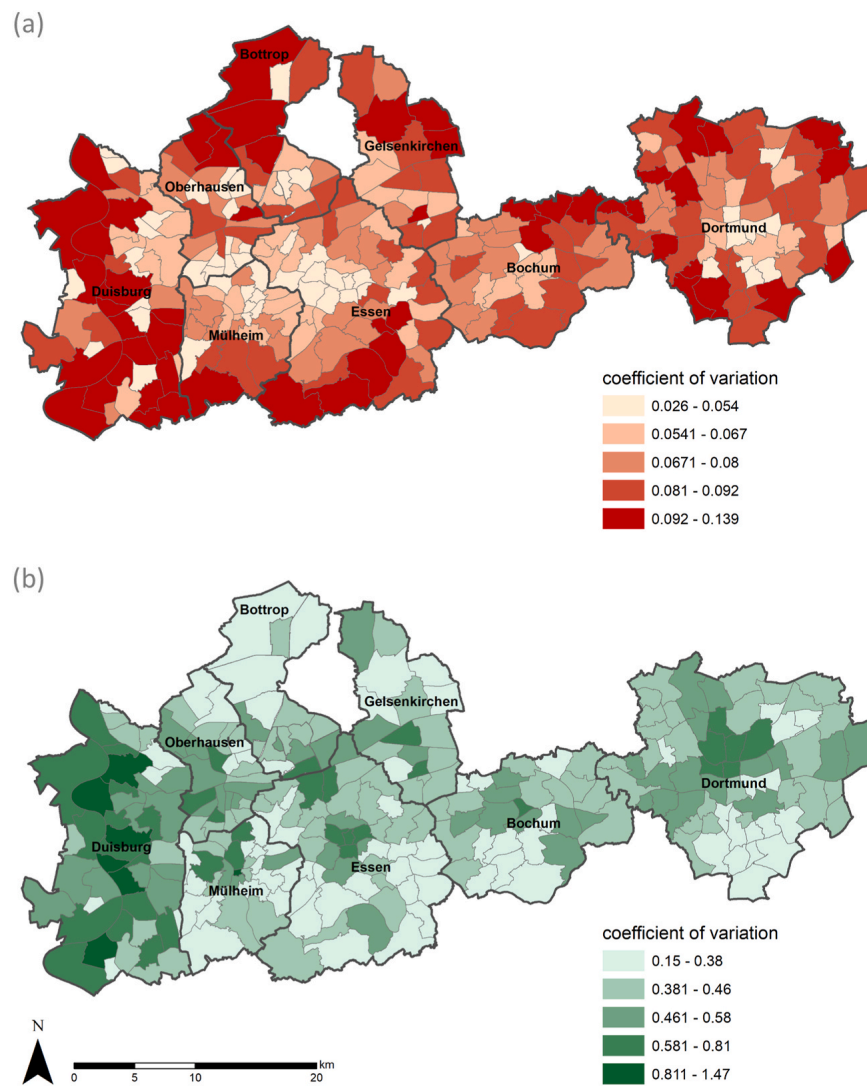 (a)
Bottrop
Gelsenkirchen
Oberhausen
Dortmund
Bochum
Duisburg
Essen
Mülheim
coefficient of variation
0.026 - 0.054
0.0541 - 0.067
0.0671 - 0.08
0.081 - 0.092
0.092 - 0.139
(b)
Bottrop
Gelsenkirchen
Oberhausen
Dortmund
Bochum
Duisburg
Essen
Mülheim
coefficient of variation
0.15 - 0.38
0.381 - 0.46
0.461 - 0.58
0.581 - 0.81
0.811 - 1.47
N
km
0 5 10 20